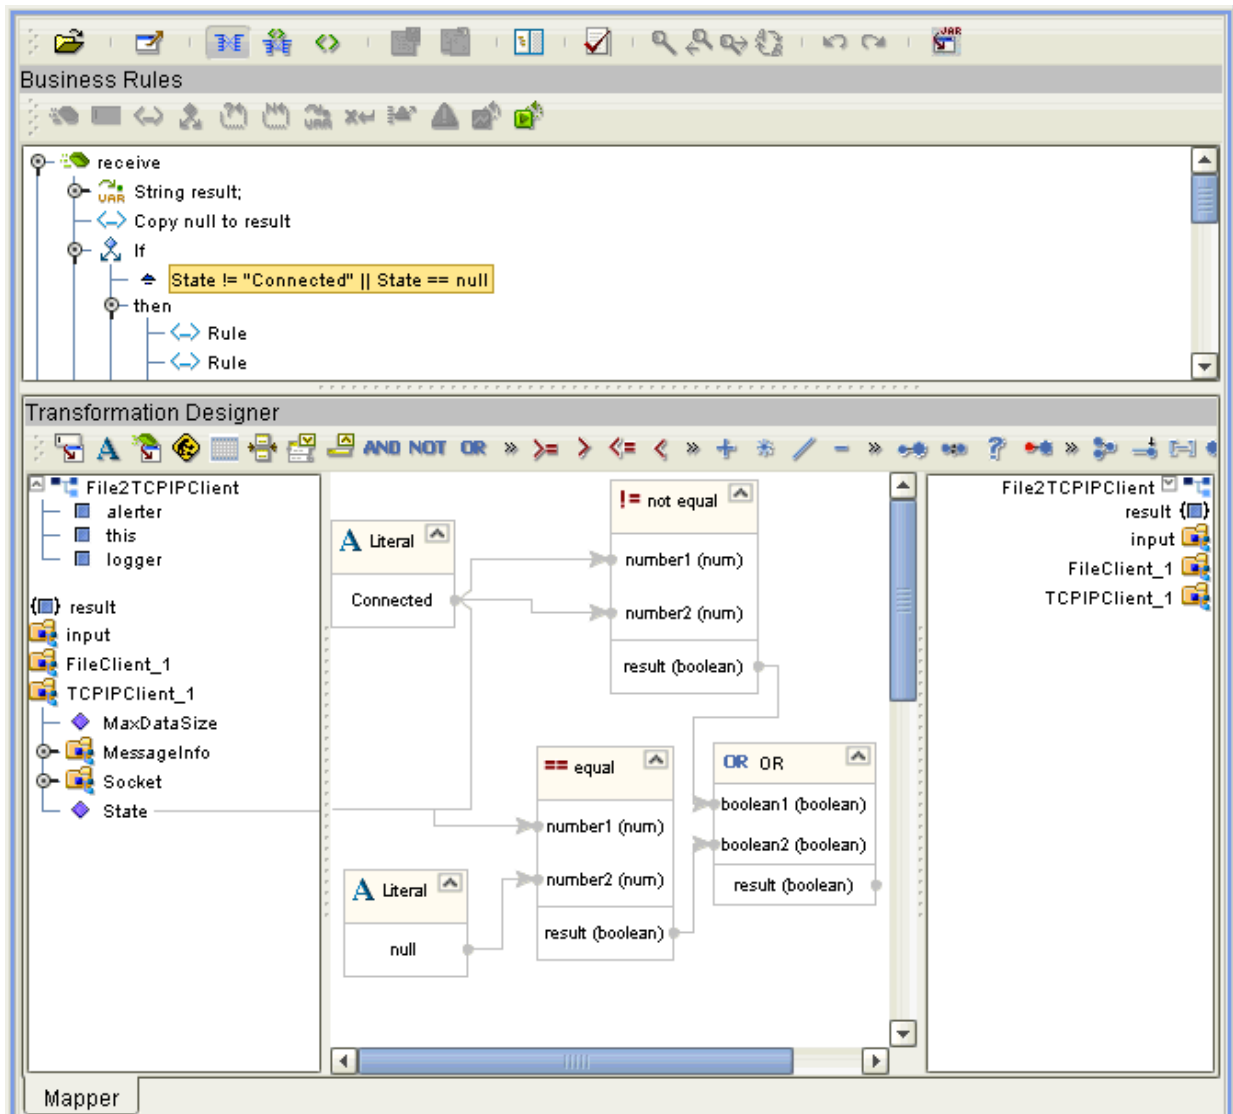 JAR
Business Rules
VAR
receive
VAR String result;
Copy null to result
If
State != "Connected" || State == null
then
Rule
Rule
Transformation Designer
A AND NOT OR » >= > <= < » + * / - » ? »
File2TCPIPClient
alerter
this
logger
{ } result
input
FileClient_1
TCPIPClient_1
MaxDataSize
MessageInfo
Socket
State
A Literal
Connected
!= not equal
number1 (num)
number2 (num)
result (boolean)
== equal
number1 (num)
number2 (num)
result (boolean)
OR OR
boolean1 (boolean)
boolean2 (boolean)
result (boolean)
A Literal
null
File2TCPIPClient
result { }
input
FileClient_1
TCPIPClient_1
Mapper